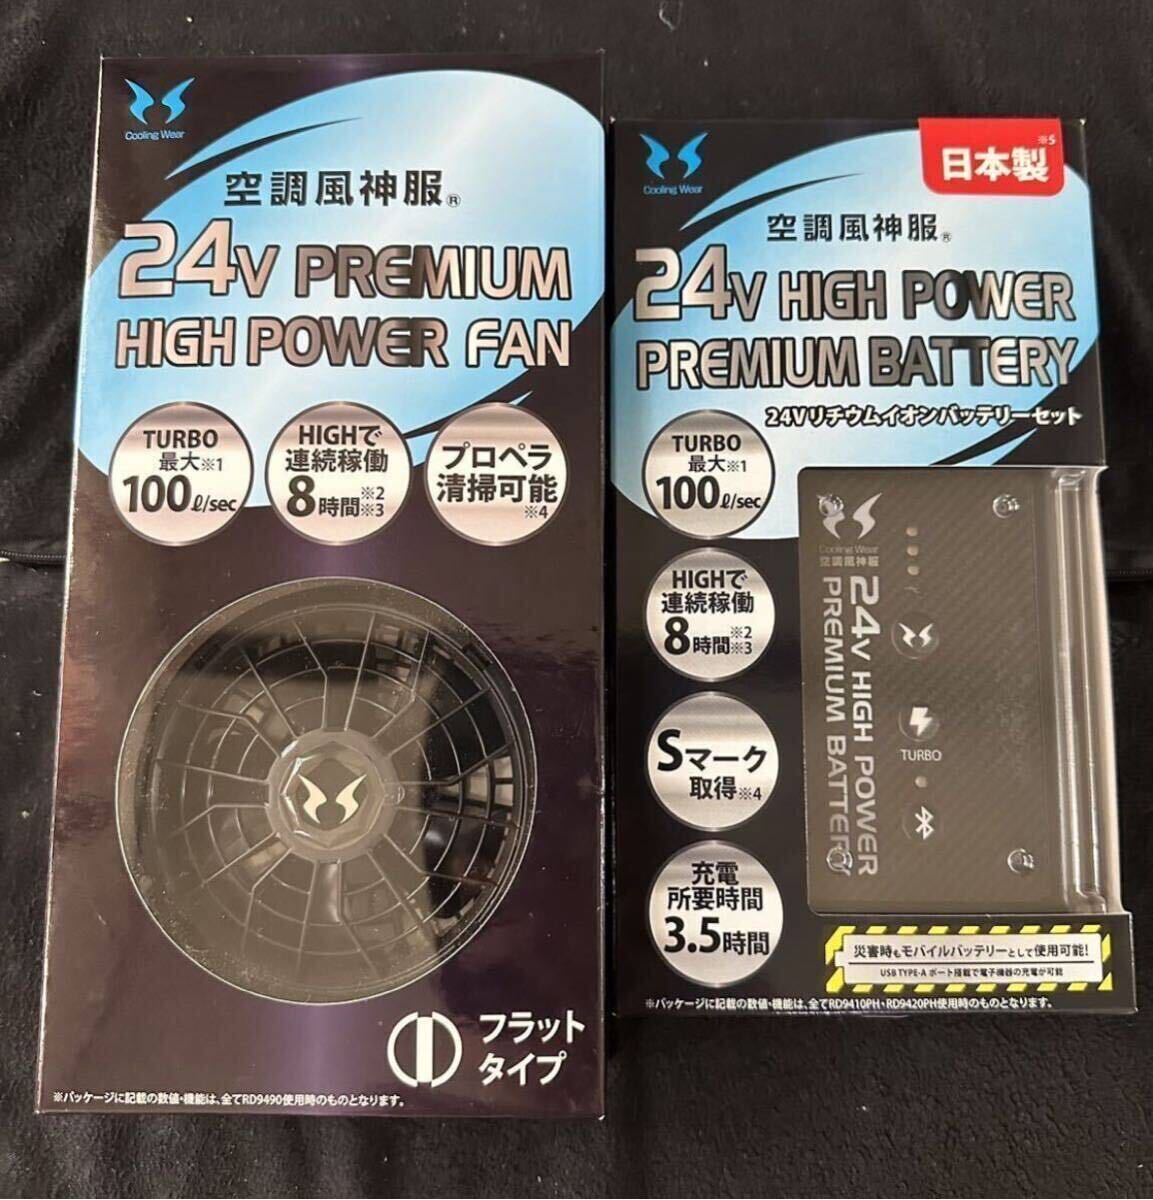 Cooling Wear
空調風神服®
24V PREMIUM
HIGH POWER FAN
TURBO
最大※1
100ℓ/sec
HIGHで
連続稼働
8時間※2※3
プロペラ
清掃可能
※4
フラット
タイプ
※パッケージに記載の数値・機能は、全てRD9490使用時のものとなります。
Cooling Wear
日本製※5
空調風神服®
24V HIGH POWER
PREMIUM BATTERY
24Vリチウムイオンバッテリーセット
TURBO
最大※1
100ℓ/sec
HIGHで
連続稼働
8時間※2※3
Sマーク
取得※4
充電
所要時間
3.5時間
Cooling Wear
空調風神服
24V HIGH POWER
PREMIUM BATTERY
TURBO
災害時もモバイルバッテリーとして使用可能!
USB TYPE-A ポート搭載で電子機器の充電が可能
※パッケージに記載の数値・機能は、全てRD9410PH・RD9420PH使用時のものとなります。